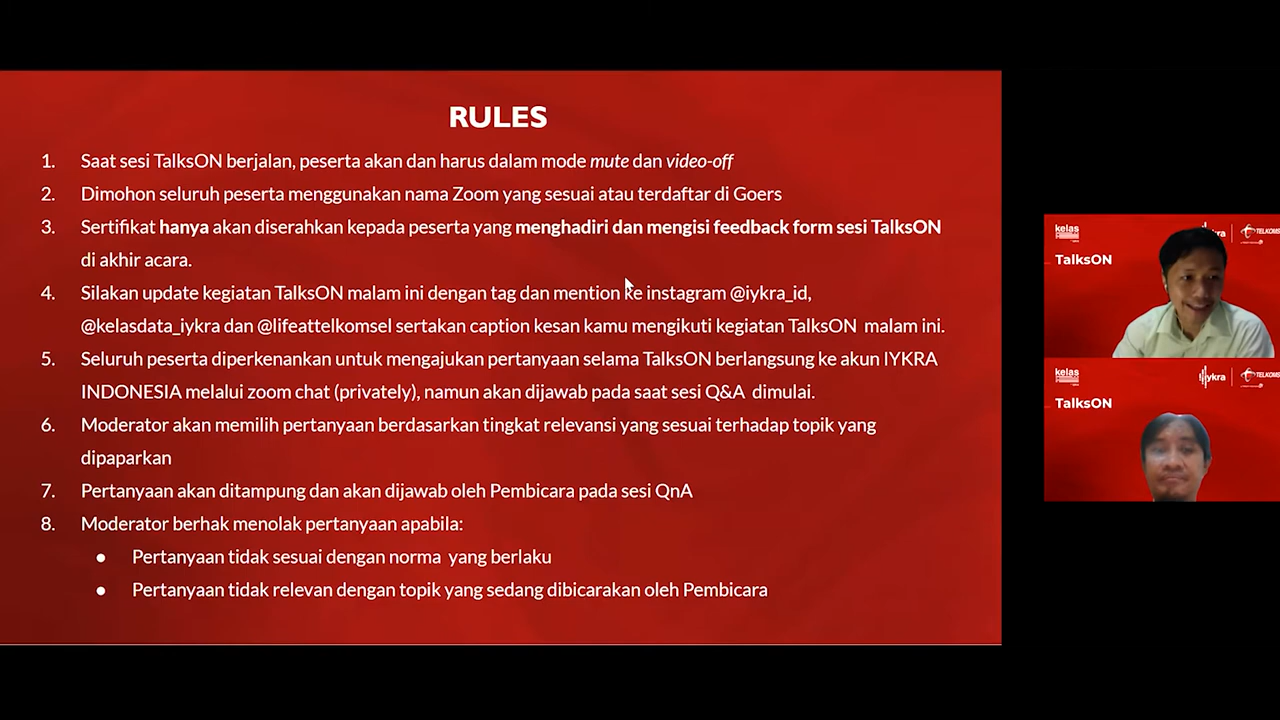 RULES
1. Saat sesi TalksON berjalan, peserta akan dan harus dalam mode mute dan video-off
2. Dimohon seluruh peserta menggunakan nama Zoom yang sesuai atau terdaftar di Goers
3. Sertifikat hanya akan diserahkan kepada peserta yang menghadiri dan mengisi feedback form sesi TalksON
di akhir acara.
4. Silakan update kegiatan TalksON malam ini dengan tag dan mention ke instagram @iykra_id,
@kelasdata_iykra dan @lifeattelkomsel sertakan caption kesan kamu mengikuti kegiatan TalksON malam ini.
5. Seluruh peserta diperkenankan untuk mengajukan pertanyaan selama TalksON berlangsung ke akun IYKRA
INDONESIA melalui zoom chat (privately), namun akan dijawab pada saat sesi Q&A dimulai.
6. Moderator akan memilih pertanyaan berdasarkan tingkat relevansi yang sesuai terhadap topik yang
dipaparkan
7. Pertanyaan akan ditampung dan akan dijawab oleh Pembicara pada sesi QnA
8. Moderator berhak menolak pertanyaan apabila:
● Pertanyaan tidak sesuai dengan norma yang berlaku
● Pertanyaan tidak relevan dengan topik yang sedang dibicarakan oleh Pembicara
kelas
TELKOMS
TalksON
kelas
iykra
TELKOMS
TalksON